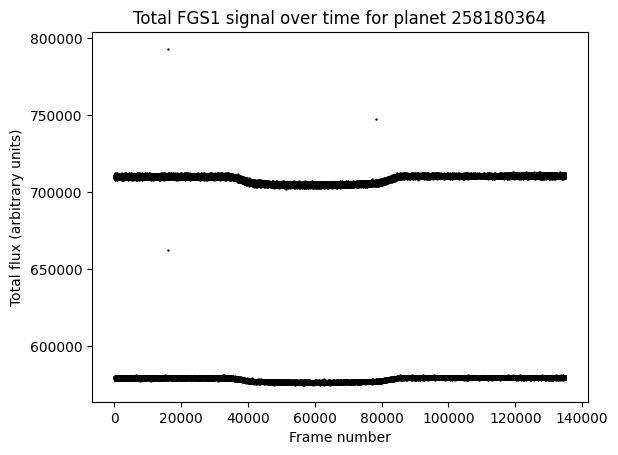 Total FGS1 signal over time for planet 258180364
Total flux (arbitrary units)
800000
750000
700000
650000
600000
0 20000 40000 60000 80000 100000 120000 140000
Frame number